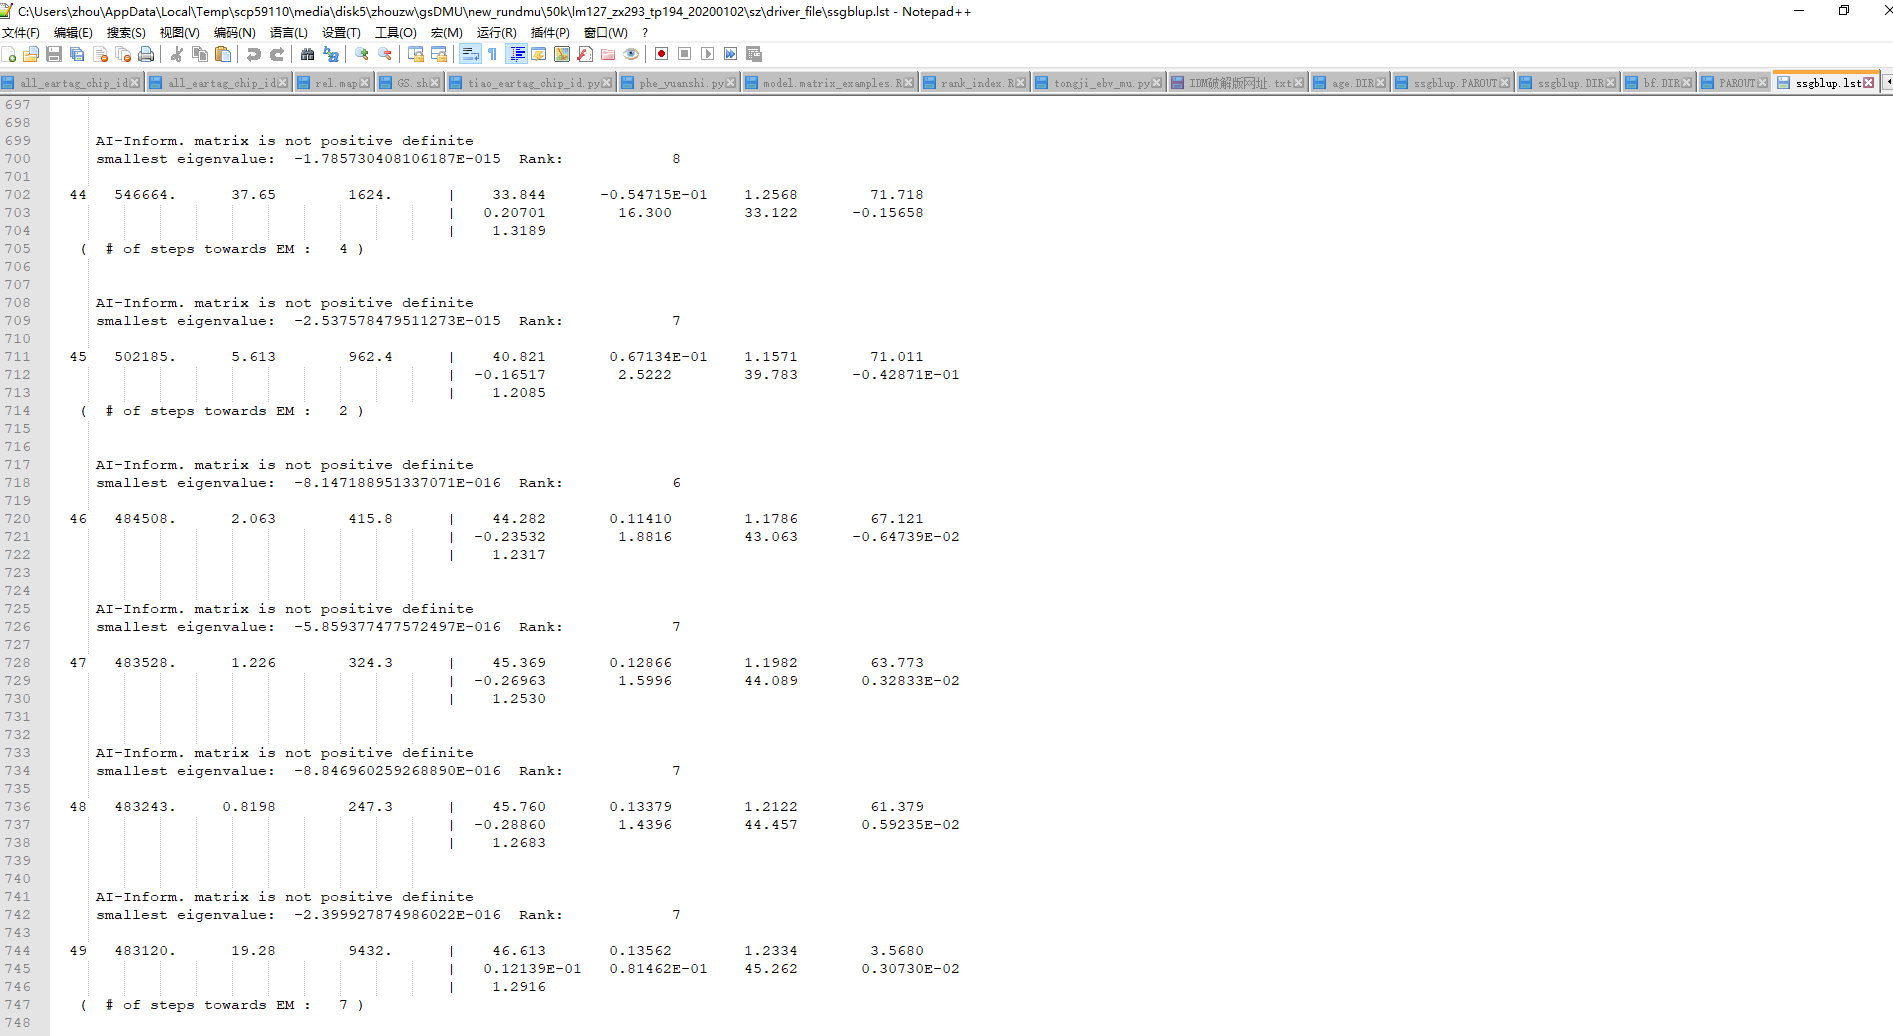 C:\Users\zhou\AppData\Local\Temp\scp59110\media\disk5\zhouzw\gsDMU\new_rundmu\50k\lm127_zx293_tp194_20200102\sz\driver_file\ssgblup.lst - Notepad++
文件(F) 编辑(E) 搜索(S) 视图(V) 编码(N) 语言(L) 设置(T) 工具(O) 宏(M) 运行(R) 插件(P) 窗口(W) ?
all_eartag_chip_id all_eartag_chip_id rel.map GS.sh tiao_eartag_chip_id.py phe_yuanshi.py model.matrix_examples.R rank_index.R tongji_ebv_mu.py IDM破解版网址.txt age.DIR ssgblup.PAROUT ssgblup.DIR bf.DIR PAROUT ssgblup.lst
697
698
699 AI-Inform. matrix is not positive definite
700 smallest eigenvalue: -1.785730408106187E-015 Rank: 8
701
702 44 546664. 37.65 1624. | 33.844 -0.54715E-01 1.2568 71.718
703 | 0.20701 16.300 33.122 -0.15658
704 | 1.3189
705 ( # of steps towards EM : 4 )
706
707
708 AI-Inform. matrix is not positive definite
709 smallest eigenvalue: -2.537578479511273E-015 Rank: 7
710
711 45 502185. 5.613 962.4 | 40.821 0.67134E-01 1.1571 71.011
712 | -0.16517 2.5222 39.783 -0.42871E-01
713 | 1.2085
714 ( # of steps towards EM : 2 )
715
716
717 AI-Inform. matrix is not positive definite
718 smallest eigenvalue: -8.147188951337071E-016 Rank: 6
719
720 46 484508. 2.063 415.8 | 44.282 0.11410 1.1786 67.121
721 | -0.23532 1.8816 43.063 -0.64739E-02
722 | 1.2317
723
724
725 AI-Inform. matrix is not positive definite
726 smallest eigenvalue: -5.859377477572497E-016 Rank: 7
727
728 47 483528. 1.226 324.3 | 45.369 0.12866 1.1982 63.773
729 | -0.26963 1.5996 44.089 0.32833E-02
730 | 1.2530
731
732
733 AI-Inform. matrix is not positive definite
734 smallest eigenvalue: -8.846960259268890E-016 Rank: 7
735
736 48 483243. 0.8198 247.3 | 45.760 0.13379 1.2122 61.379
737 | -0.28860 1.4396 44.457 0.59235E-02
738 | 1.2683
739
740
741 AI-Inform. matrix is not positive definite
742 smallest eigenvalue: -2.399927874986022E-016 Rank: 7
743
744 49 483120. 19.28 9432. | 46.613 0.13562 1.2334 3.5680
745 | 0.12139E-01 0.81462E-01 45.262 0.30730E-02
746 | 1.2916
747 ( # of steps towards EM : 7 )
748